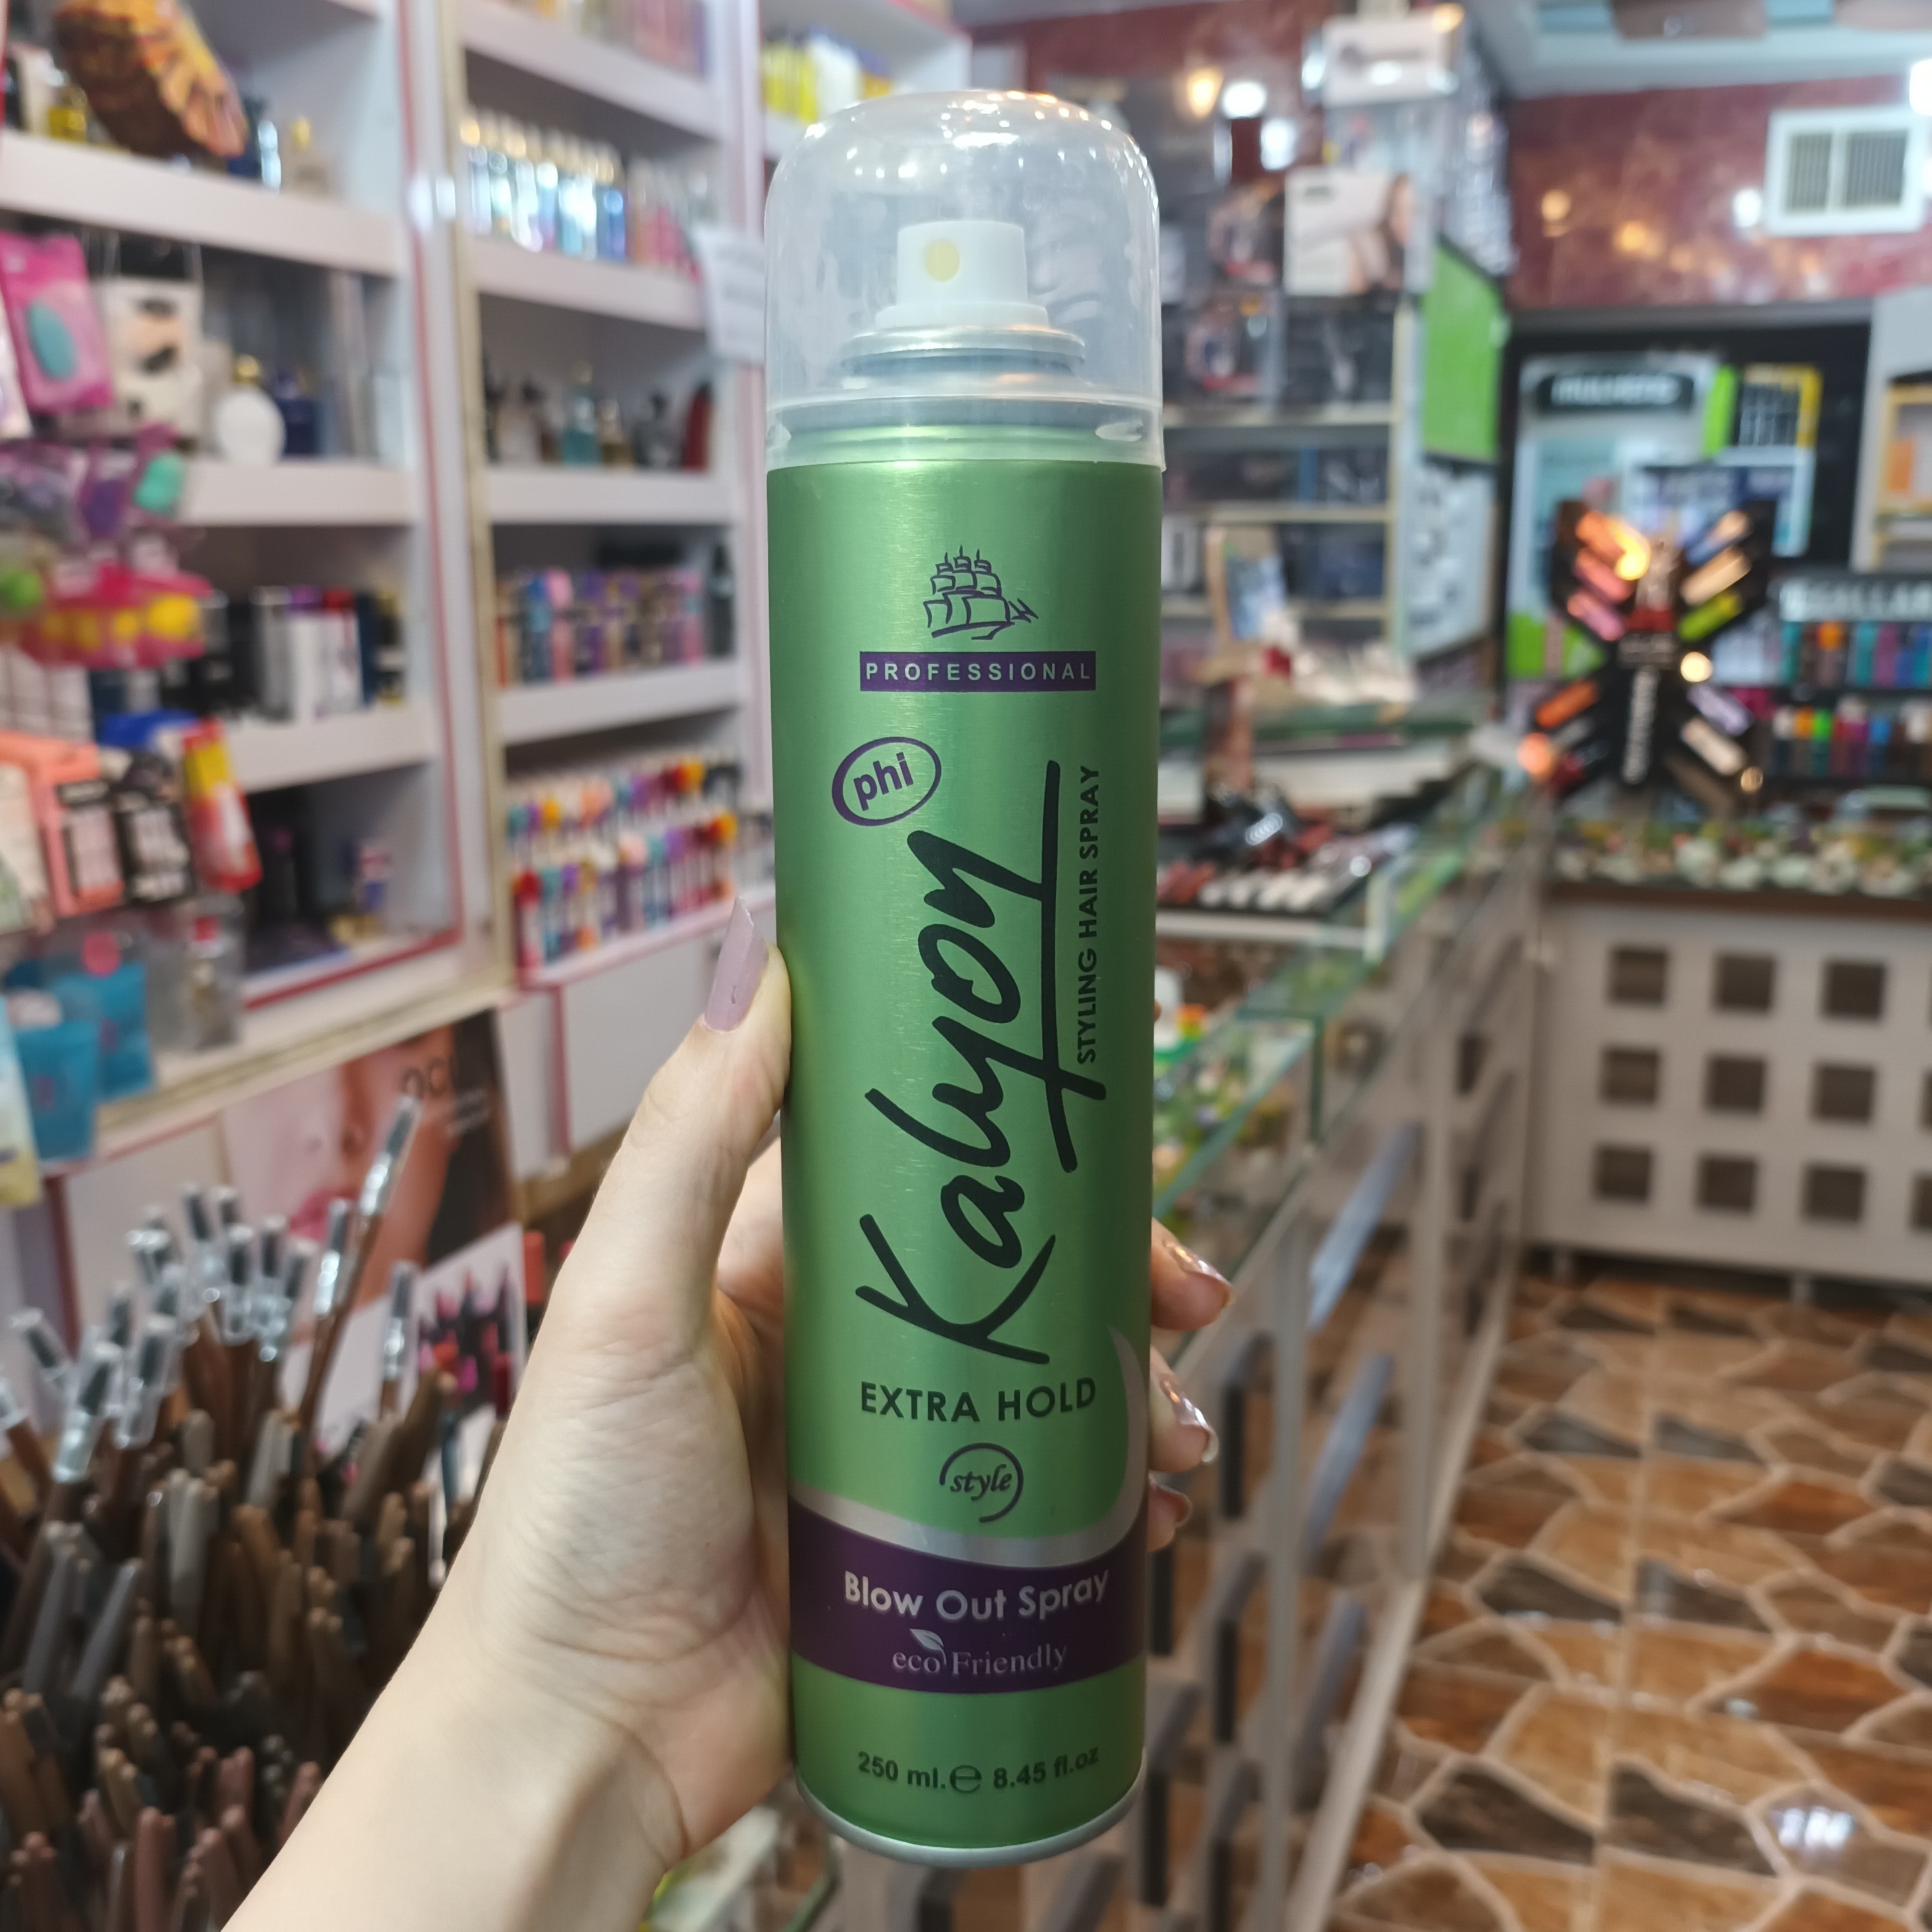 PROFESSIONAL
phi
Kalyon
STYLING HAIR SPRAY
EXTRA HOLD
style
Blow Out Spray
eco Friendly
250 ml. ℮ 8.45 fl.oz